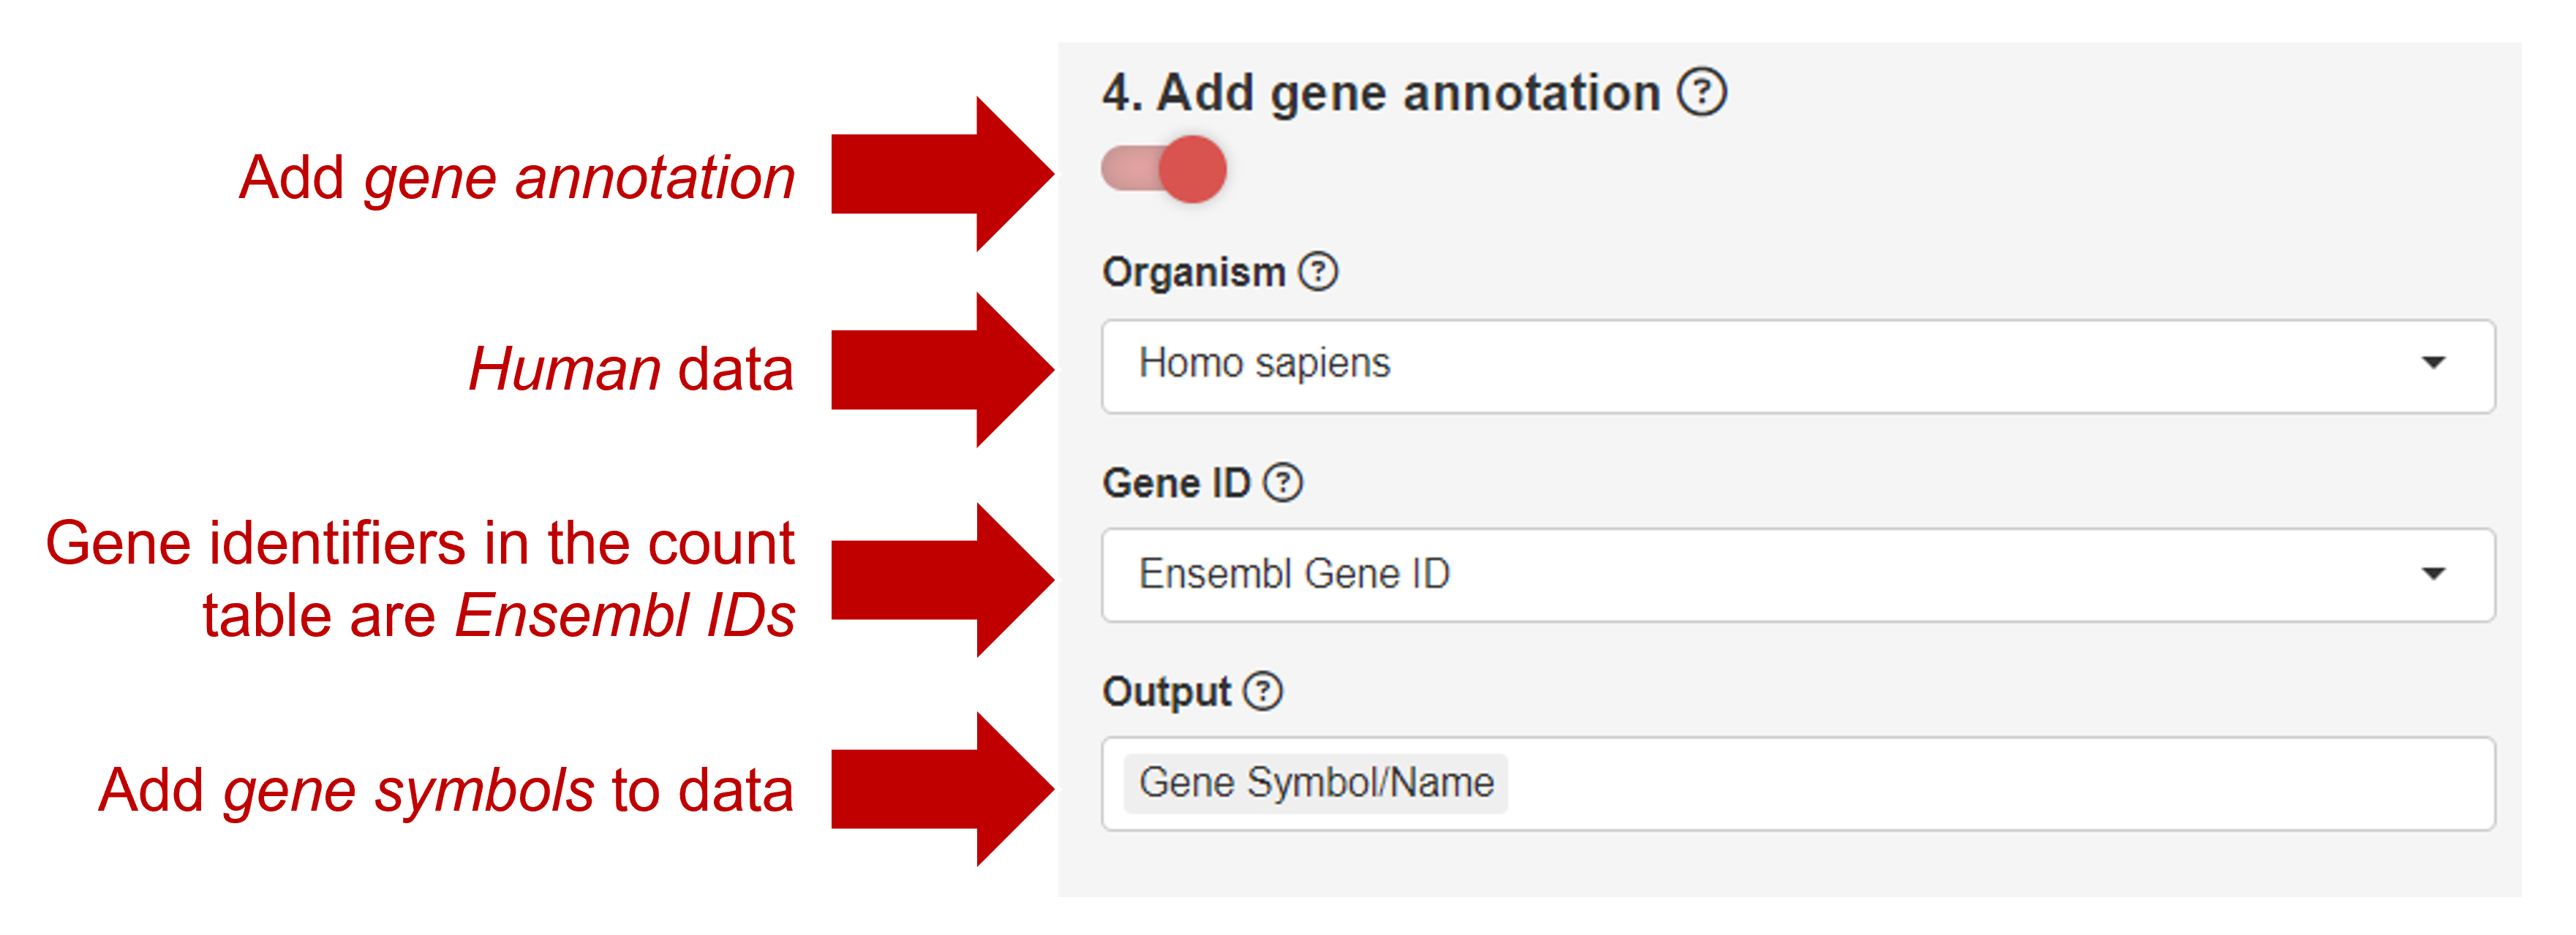 Add gene annotation
Human data
Gene identifiers in the count
table are Ensembl IDs
Add gene symbols to data
4. Add gene annotation ?
Organism ?
Homo sapiens
Gene ID ?
Ensembl Gene ID
Output ?
Gene Symbol/Name